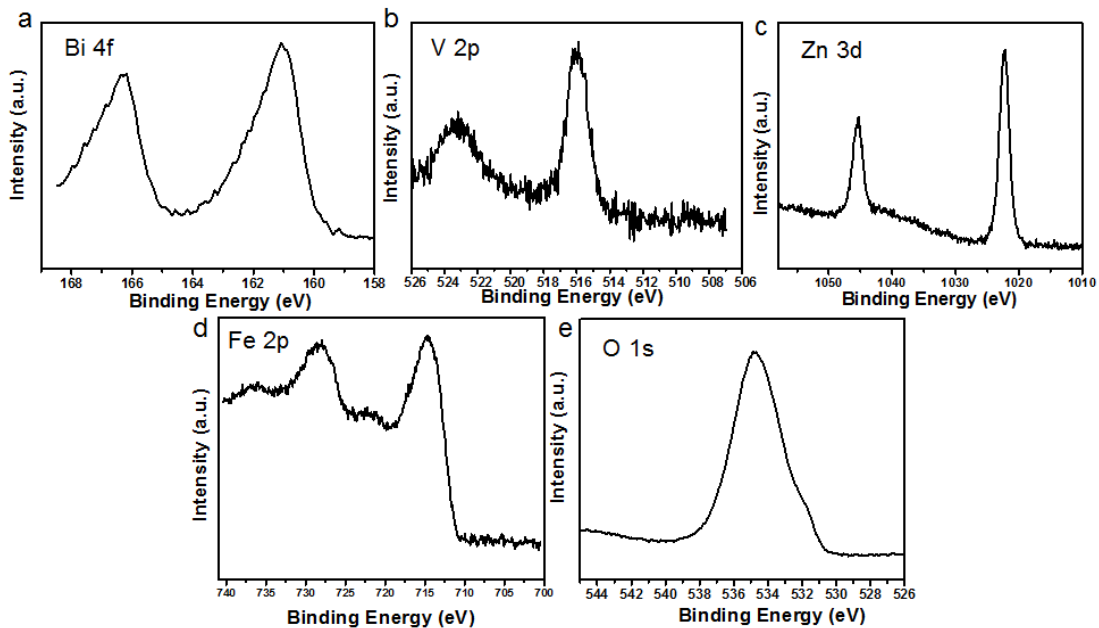 a
Bi 4f
Intensity (a.u.)
168 166 164 162 160 158
Binding Energy (eV)
b
V 2p
Intensity (a.u.)
526 524 522 520 518 516 514 512 510 508 506
Binding Energy (eV)
c
Zn 3d
Intensity (a.u.)
1050 1040 1030 1020 1010
Binding Energy (eV)
d
Fe 2p
Intensity (a.u.)
740 735 730 725 720 715 710 705 700
Binding Energy (eV)
e
O 1s
Intensity (a.u.)
544 542 540 538 536 534 532 530 528 526
Binding Energy (eV)